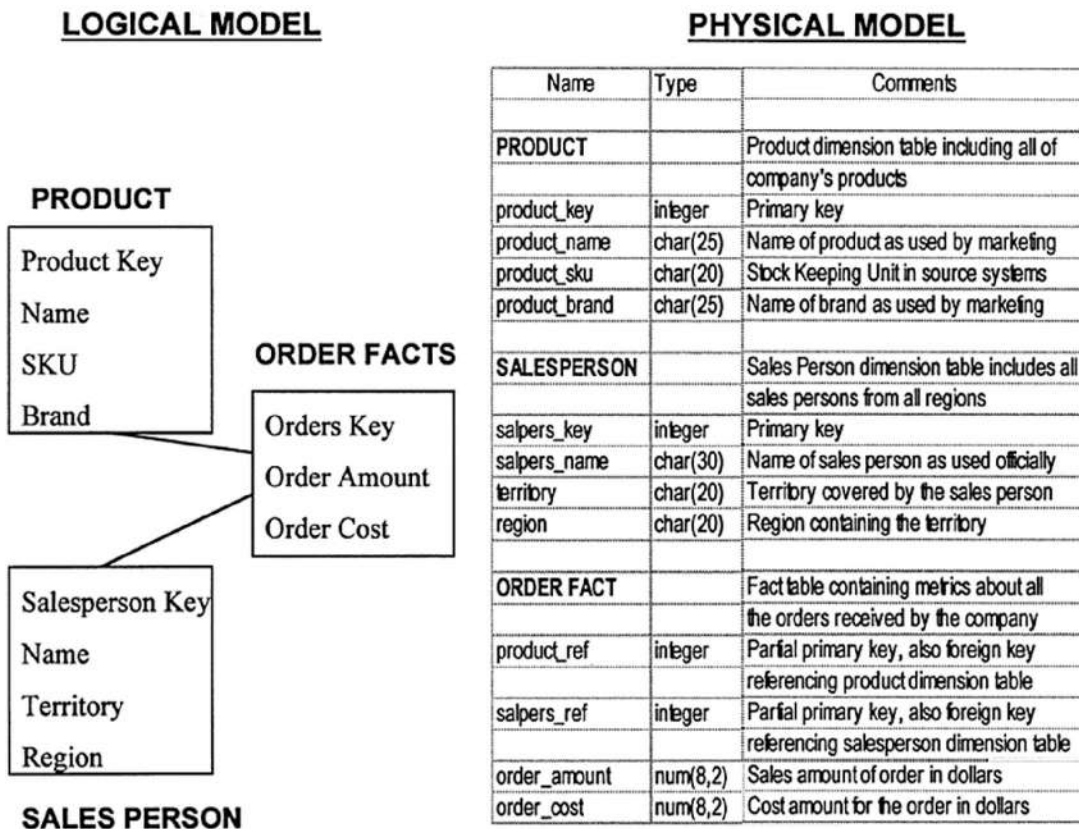 LOGICAL MODEL
PRODUCT
Product Key
Name
SKU
Brand
ORDER FACTS
Orders Key
Order Amount
Order Cost
Salesperson Key
Name
Territory
Region
SALES PERSON
PHYSICAL MODEL
Name Type Comments
PRODUCT Product dimension table including all of
company's products
product_key integer Primary key
product_name char(25) Name of product as used by marketing
product_sku char(20) Stock Keeping Unit in source systems
product_brand char(25) Name of brand as used by marketing
SALESPERSON Sales Person dimension table includes all
sales persons from all regions
salpers_key integer Primary key
salpers_name char(30) Name of sales person as used officially
territory char(20) Territory covered by the sales person
region char(20) Region containing the territory
ORDER FACT Fact table containing metrics about all
the orders received by the company
product_ref integer Partial primary key, also foreign key
referencing product dimension table
salpers_ref integer Partial primary key, also foreign key
referencing salesperson dimension table
order_amount num(8,2) Sales amount of order in dollars
order_cost num(8,2) Cost amount for the order in dollars